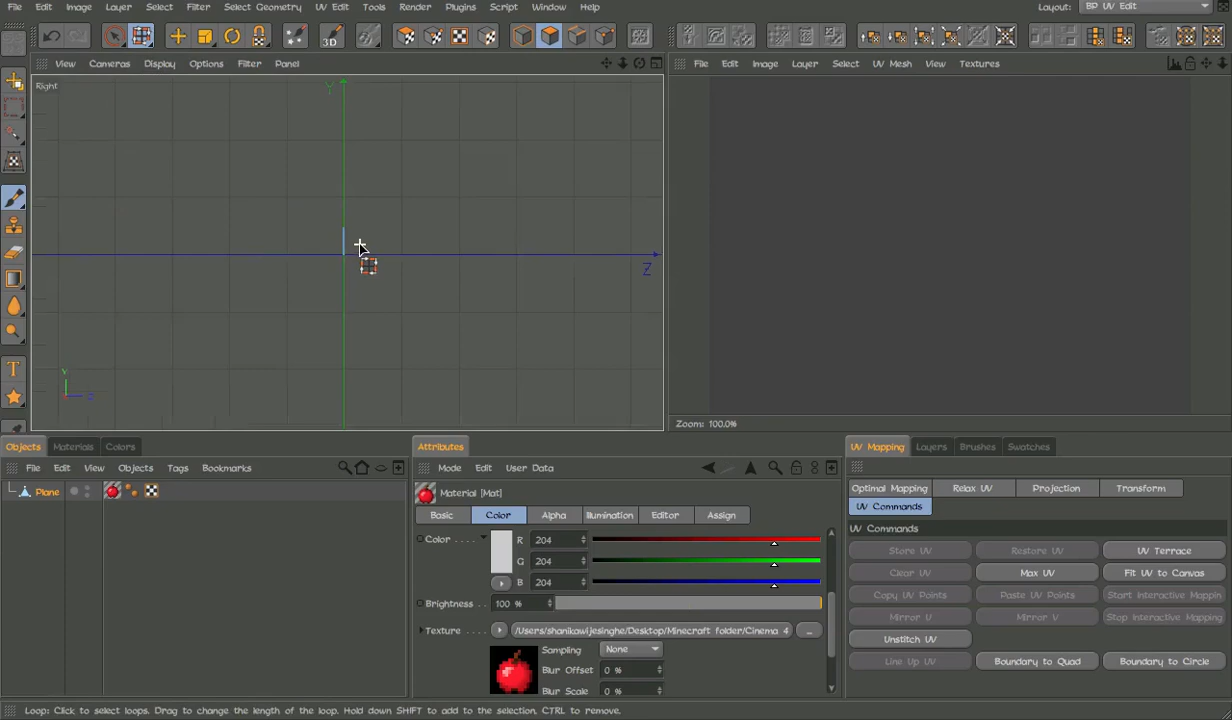 File Edit Image Layer Select Filter Select Geometry UV Edit Tools Render Plugins Script Window Help Layout: BP UV Edit
3D
View Cameras Display Options Filter Panel
File Edit Image Layer Select UV Mesh View Textures
Right
Y
Z
Y
Zoom: 100.0%
T
Objects Materials Colors
Attributes
UV Mapping Layers Brushes Swatches
File Edit View Objects Tags Bookmarks
Mode Edit User Data
Plane
Material [Mat]
Optimal Mapping Relax UV Projection Transform
UV Commands
Basic Color Alpha Illumination Editor Assign
UV Commands
Color . . . . R 204
G 204
B 204
Store UV Restore UV UV Terrace
Clear UV Max UV Fit UV to Canvas
Copy UV Points Paste UV Points Start Interactive Mapping
Mirror U Mirror V Stop Interactive Mapping
Unstitch UV
Line Up UV Boundary to Quad Boundary to Circle
Brightness . . 100 %
Texture . . . . . /Users/shanikawijesinghe/Desktop/Minecraft folder/Cinema 4 ...
Sampling None
Blur Offset 0 %
Blur Scale 0 %
Loop: Click to select loops. Drag to change the length of the loop. Hold down SHIFT to add to the selection, CTRL to remove.